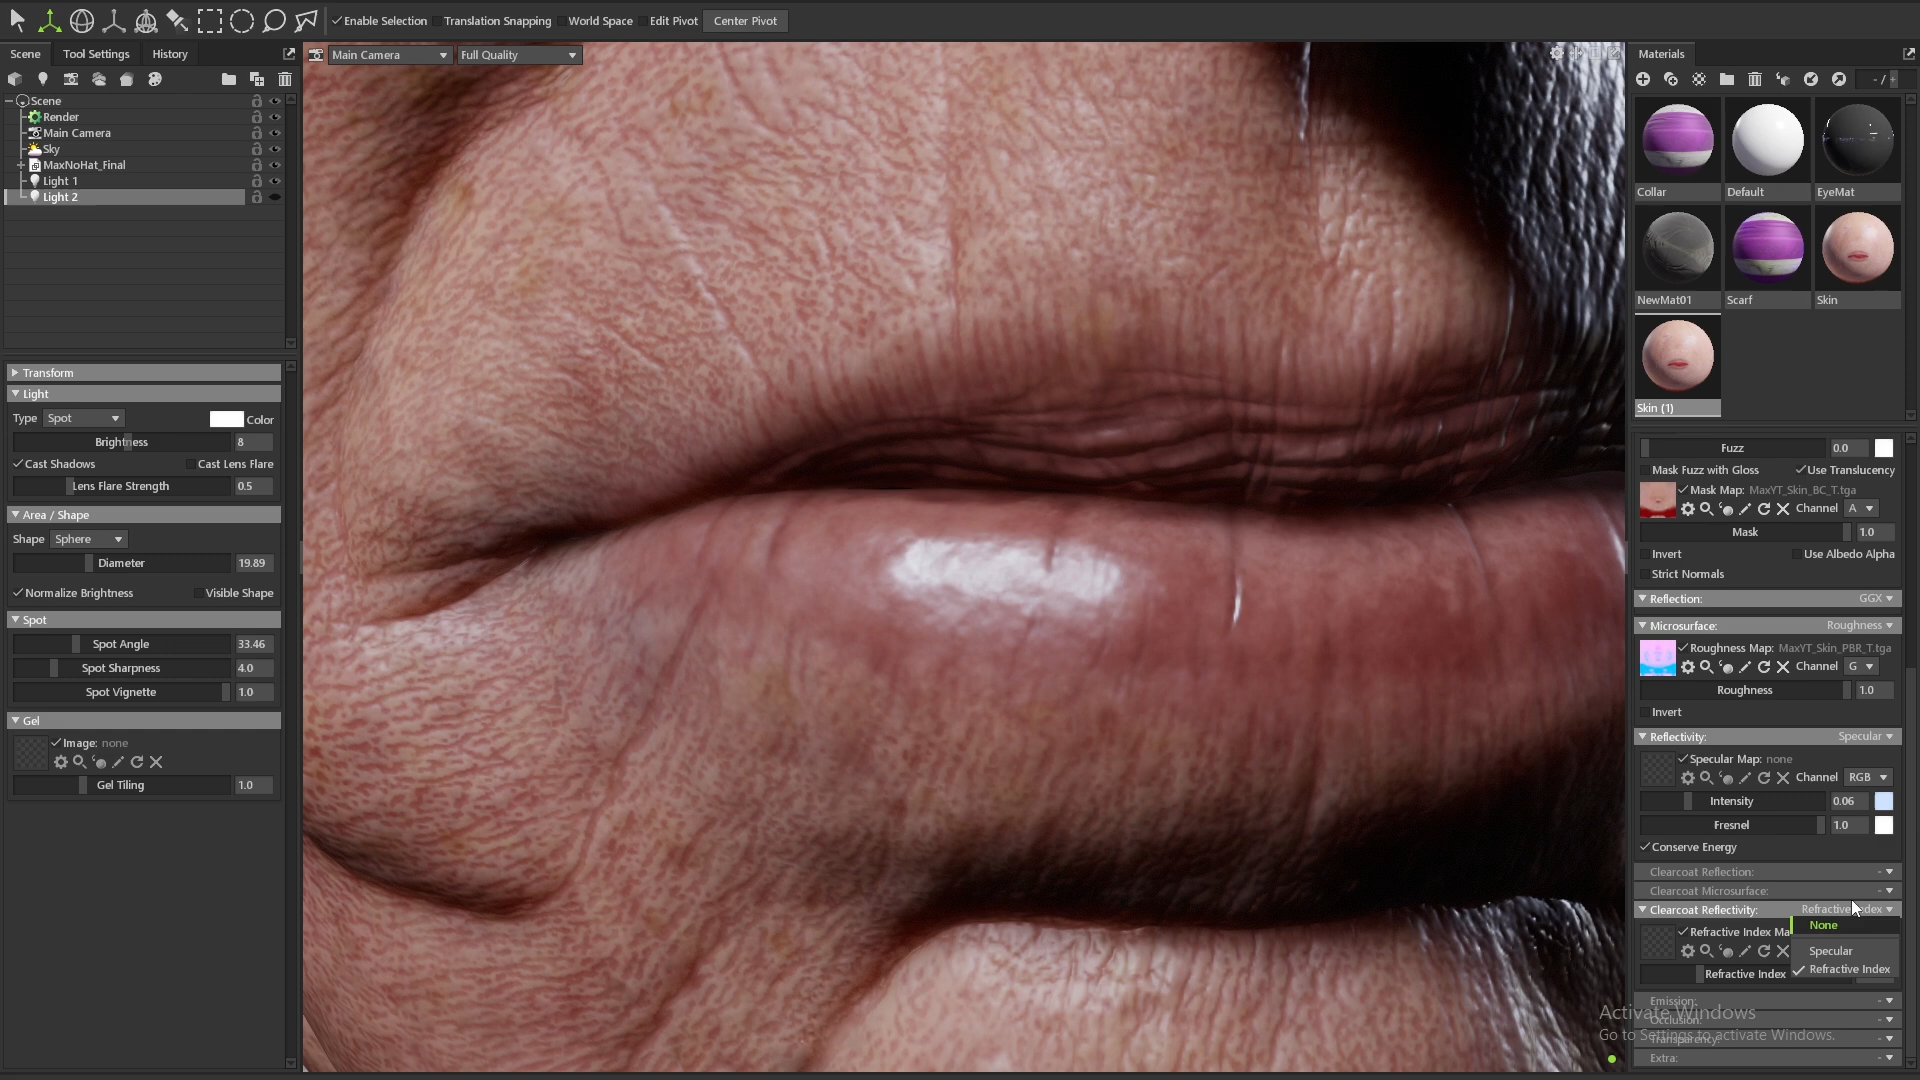 Enable Selection Translation Snapping World Space Edit Pivot Center Pivot
Scene Tool Settings History
Main Camera Full Quality
Scene
Render
Main Camera
Sky
MaxNoHat_Final
Light 1
Light 2
Transform
Light
Type Spot Color
Brightness 8
Cast Shadows Cast Lens Flare
Lens Flare Strength 0.5
Area / Shape
Shape Sphere
Diameter 19.89
Normalize Brightness Visible Shape
Spot
Spot Angle 33.46
Spot Sharpness 4.0
Spot Vignette 1.0
Gel
Image: none
Gel Tiling 1.0
Materials
- /
Collar Default EyeMat
NewMat01 Scarf Skin
Skin (1)
Fuzz 0.0
Mask Fuzz with Gloss Use Translucency
Mask Map: MaxYT_Skin_BC_T.tga
Channel A
Mask 1.0
Invert Use Albedo Alpha
Strict Normals
Reflection: GGX
Microsurface: Roughness
Roughness Map: MaxYT_Skin_PBR_T.tga
Channel G
Roughness 1.0
Invert
Reflectivity: Specular
Specular Map: none
Channel RGB
Intensity 0.06
Fresnel 1.0
Conserve Energy
Clearcoat Reflection: -
Clearcoat Microsurface: -
Clearcoat Reflectivity: Refractive Index
None
Refractive Index Ma
Specular
Refractive Index
Refractive Index
Emission: -
Activate Windows
Occlusion: -
Go to Settings to activate Windows.
Transparency: -
Extra: -